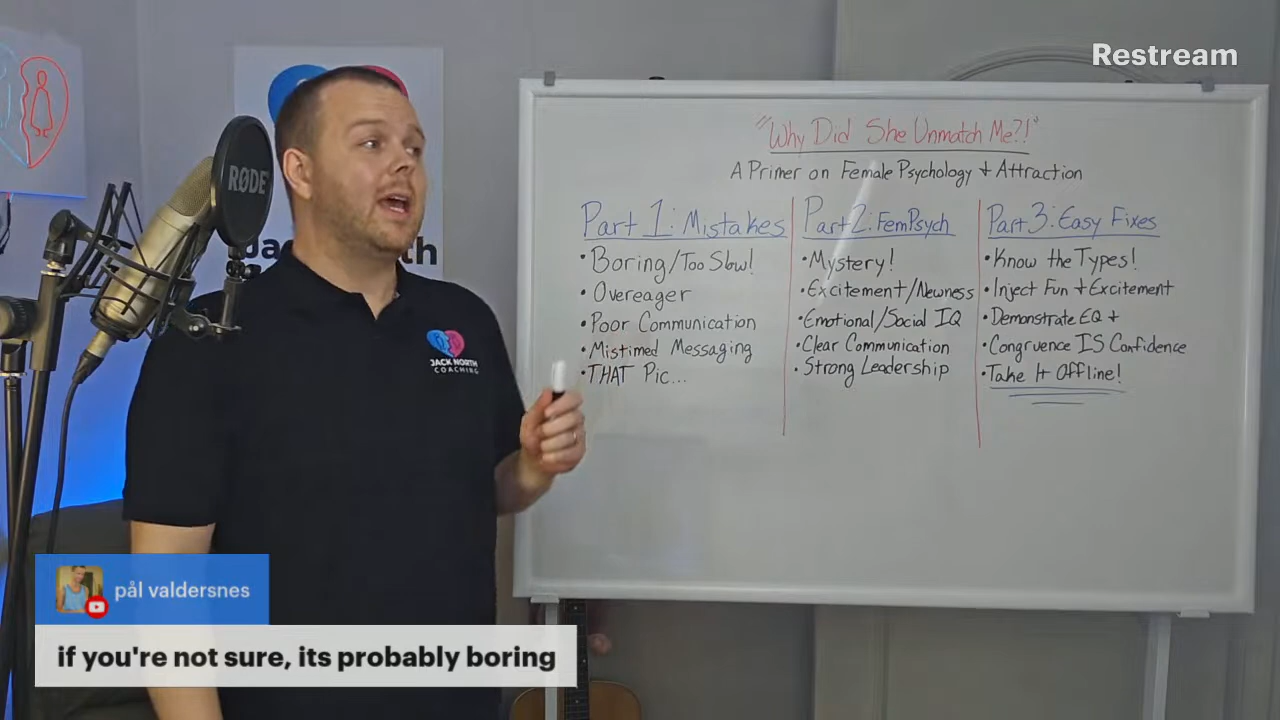 Restream
RØDE
JACK NORTH
COACHING
"Why Did She Unmatch Me?!"
A Primer on Female Psychology + Attraction
Part 1: Mistakes
• Boring/Too Slow!
• Overeager
• Poor Communication
• Mistimed Messaging
• THAT Pic...
Part 2: FemPsych
• Mystery!
• Excitement/Newness
• Emotional/Social IQ
• Clear Communication
• Strong Leadership
Part 3: Easy Fixes
• Know the Types!
• Inject Fun + Excitement
• Demonstrate EQ +
• Congruence IS Confidence
• Take It Offline!
pål valdersnes
if you're not sure, its probably boring